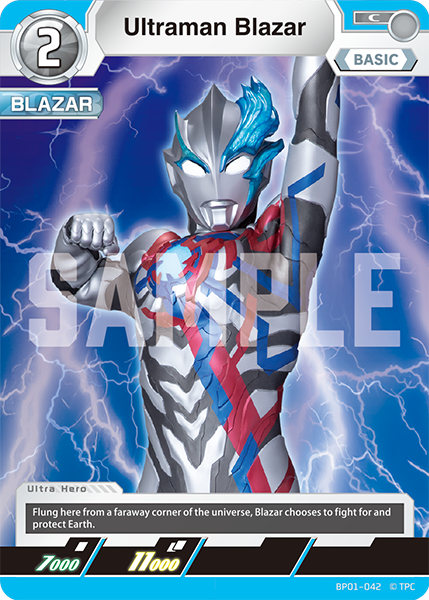 2
Ultraman Blazar
C
BASIC
BLAZAR
SAMPLE
Ultra Hero
Flung here from a faraway corner of the universe, Blazar chooses to fight for and
protect Earth.
7000
11000
BP01-042 © TPC